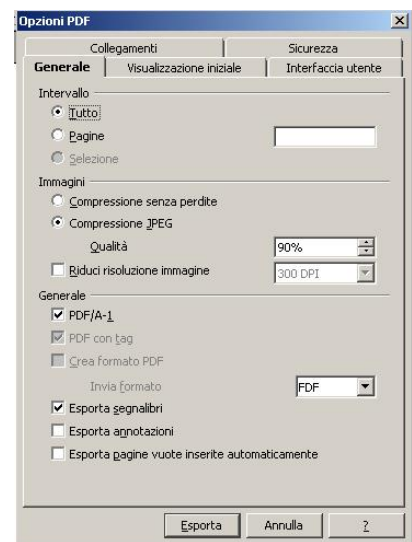 Opzioni PDF
Collegamenti Sicurezza
Generale Visualizzazione iniziale Interfaccia utente
Intervallo
Tutto
Pagine
Selezione
Immagini
Compressione senza perdite
Compressione JPEG
Qualità 90%
Riduci risoluzione immagine 300 DPI
Generale
PDF/A-1
PDF con tag
Crea formato PDF
Invia formato FDF
Esporta segnalibri
Esporta annotazioni
Esporta pagine vuote inserite automaticamente
Esporta Annulla ?